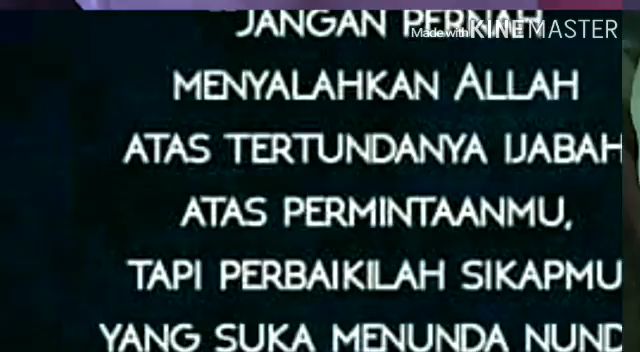 JANGAN PERNAH
Made with KINEMASTER
MENYALAHKAN ALLAH
ATAS TERTUNDANYA IJABAH
ATAS PERMINTAANMU,
TAPI PERBAIKILAH SIKAPMU
YANG SUKA MENUNDA